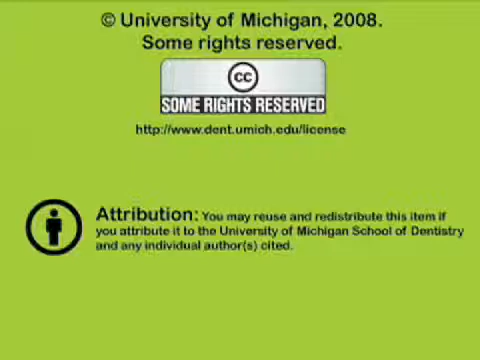 © University of Michigan, 2008.
Some rights reserved.
cc
SOME RIGHTS RESERVED
http://www.dent.umich.edu/license
Attribution: You may reuse and redistribute this item if
you attribute it to the University of Michigan School of Dentistry
and any individual author(s) cited.